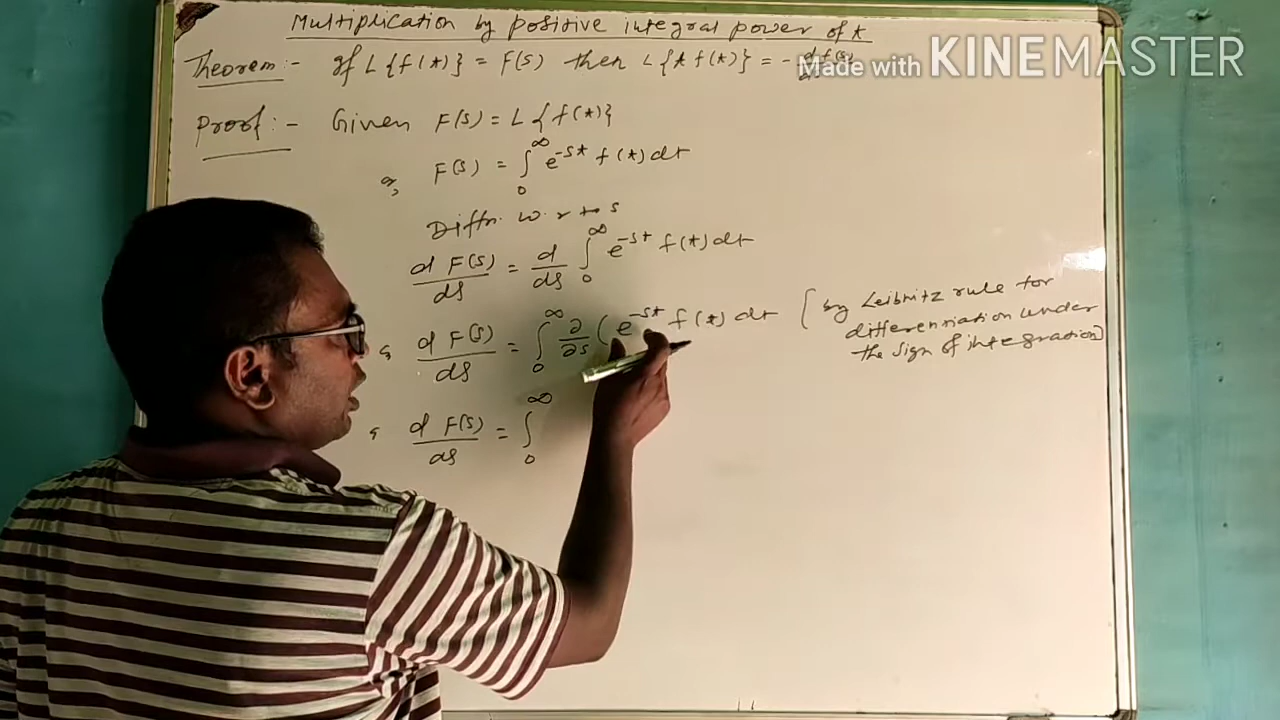 Multiplication by positive integral power of t
Theorem:- If L{f(t)} = F(s) then L{t f(t)} = -
Made with KINEMASTER
Proof:- Given F(s) = L{f(t)}
or, F(s) = ∫₀^∞ e^{-st} f(t) dt
Diffn. w.r to s
d F(s)/ds = d/ds ∫₀^∞ e^{-st} f(t) dt
or d F(s)/ds = ∫₀^∞ ∂/∂s (e^{-st} f(t) dt [by Leibnitz rule for
differentiation under
the sign of integration]
or d F(s)/ds = ∫₀^∞